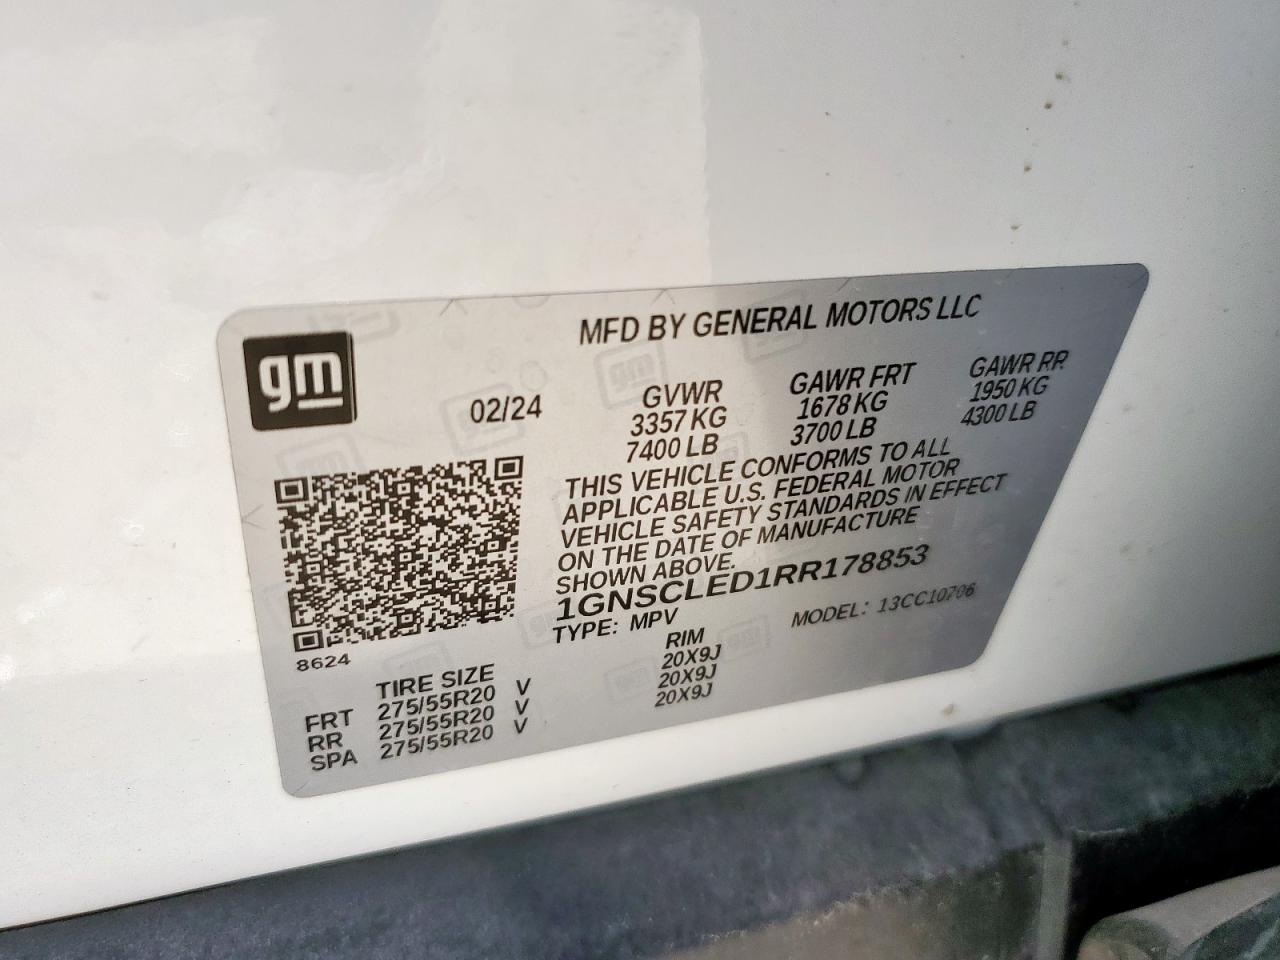 gm
MFD BY GENERAL MOTORS LLC
02/24
GVWR GAWR FRT GAWR RR
3357 KG 1678 KG 1950 KG
7400 LB 3700 LB 4300 LB
THIS VEHICLE CONFORMS TO ALL
APPLICABLE U.S. FEDERAL MOTOR
VEHICLE SAFETY STANDARDS IN EFFECT
ON THE DATE OF MANUFACTURE
SHOWN ABOVE.
1GNSCLED1RR178853
TYPE: MPV MODEL: 13CC10706
8624
TIRE SIZE RIM
FRT 275/55R20 V 20X9J
RR 275/55R20 V 20X9J
SPA 275/55R20 V 20X9J